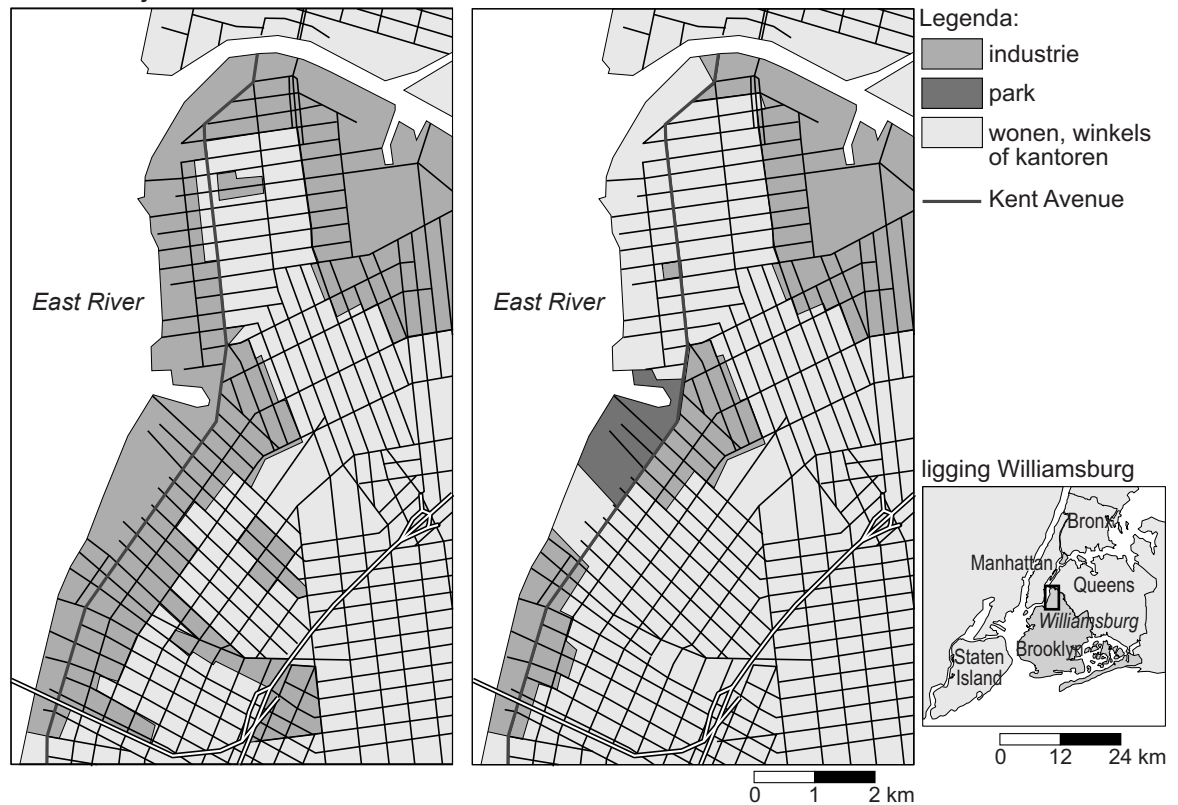 East River
East River
Legenda:
industrie
park
wonen, winkels
of kantoren
Kent Avenue
ligging Williamsburg
Bronx
Manhattan
Queens
Williamsburg
Brooklyn
Staten
Island
0 12 24 km
0 1 2 km